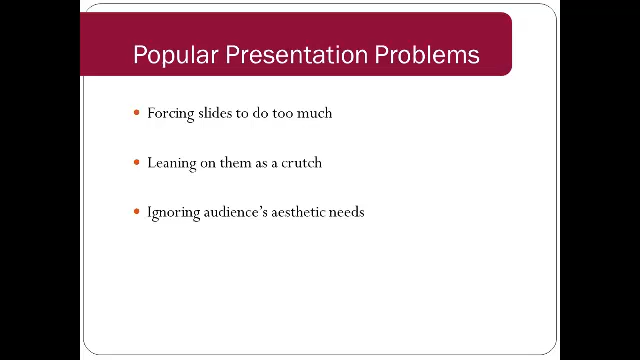 Popular Presentation Problems
• Forcing slides to do too much
• Leaning on them as a crutch
• Ignoring audience's aesthetic needs